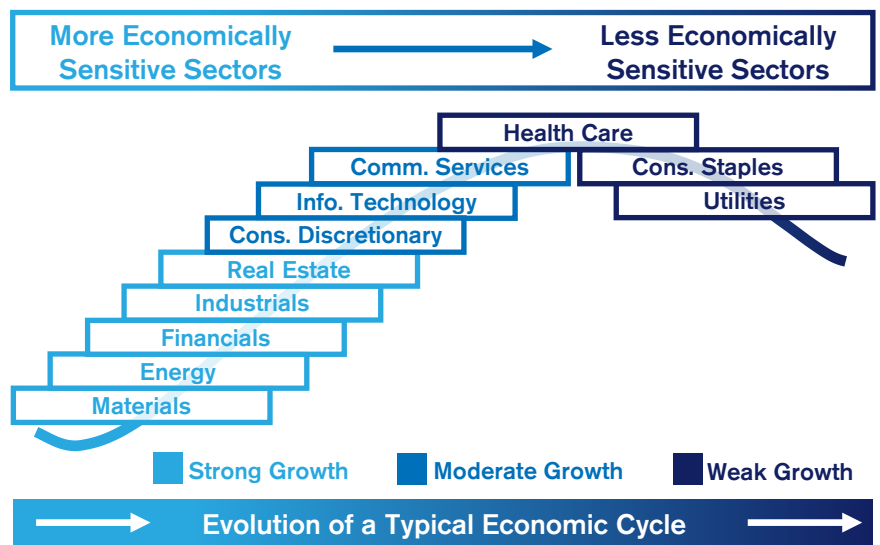 More Economically
Sensitive Sectors
Less Economically
Sensitive Sectors
Health Care
Comm. Services
Cons. Staples
Info. Technology
Utilities
Cons. Discretionary
Real Estate
Industrials
Financials
Energy
Materials
Strong Growth
Moderate Growth
Weak Growth
Evolution of a Typical Economic Cycle